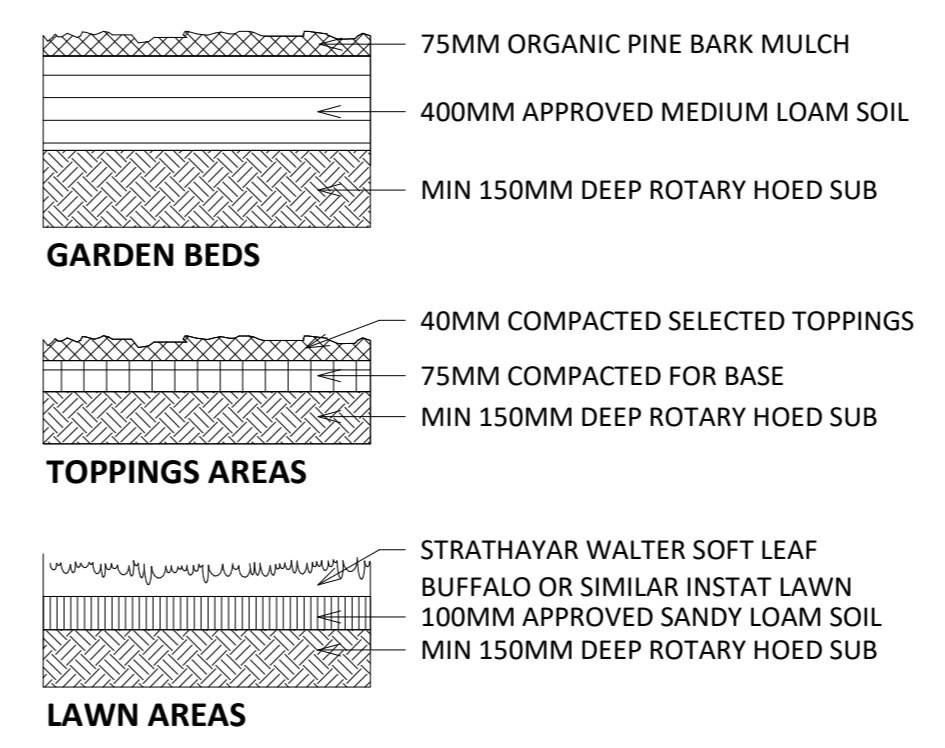 75MM ORGANIC PINE BARK MULCH
400MM APPROVED MEDIUM LOAM SOIL
MIN 150MM DEEP ROTARY HOED SUB
GARDEN BEDS
40MM COMPACTED SELECTED TOPPINGS
75MM COMPACTED FOR BASE
MIN 150MM DEEP ROTARY HOED SUB
TOPPINGS AREAS
STRATHAYAR WALTER SOFT LEAF
BUFFALO OR SIMILAR INSTAT LAWN
100MM APPROVED SANDY LOAM SOIL
MIN 150MM DEEP ROTARY HOED SUB
LAWN AREAS